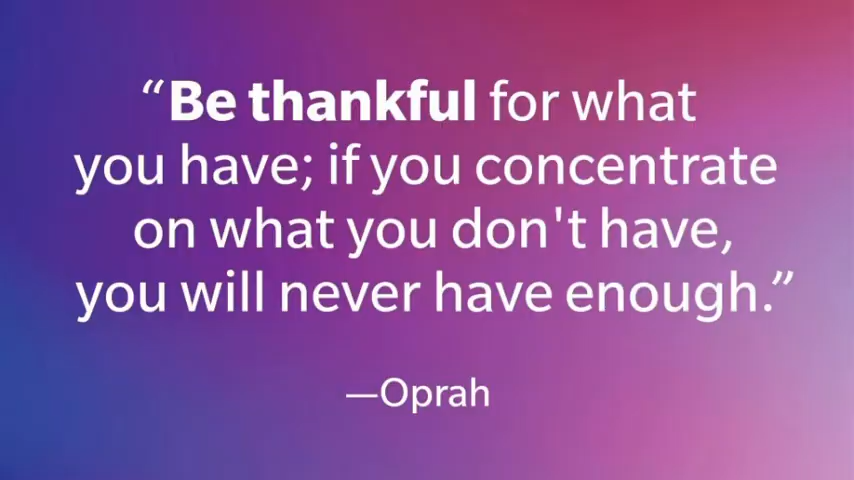 “Be thankful for what
you have; if you concentrate
on what you don't have,
you will never have enough.”
—Oprah